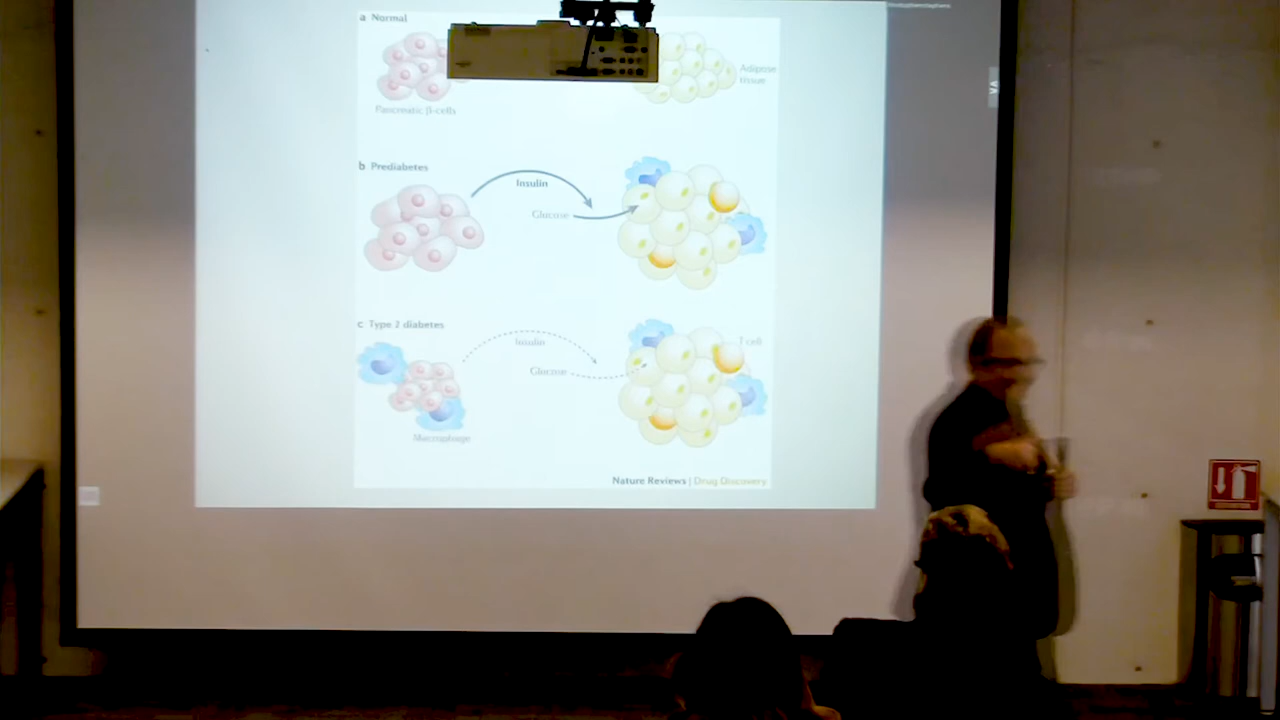 a Normal
Adipose
tissue
Pancreatic β-cells
b Prediabetes
Insulin
Glucose
c Type 2 diabetes
Insulin
T cell
Glucose
Macrophage
Nature Reviews | Drug Discovery